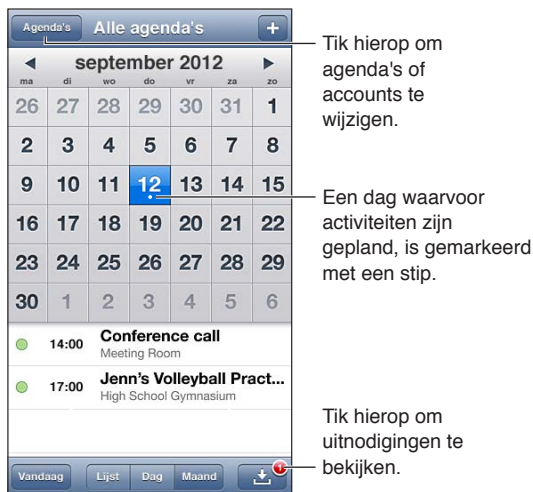 Agenda's Alle agenda's +
september 2012
ma di wo do vr za zo
26 27 28 29 30 31 1
2 3 4 5 6 7 8
9 10 11 12 13 14 15
16 17 18 19 20 21 22
23 24 25 26 27 28 29
30 1 2 3 4 5 6
14:00 Conference call
Meeting Room
17:00 Jenn's Volleyball Pract...
High School Gymnasium
Vandaag Lijst Dag Maand 1
Tik hierop om
agenda's of
accounts te
wijzigen.
Een dag waarvoor
activiteiten zijn
gepland, is gemarkeerd
met een stip.
Tik hierop om
uitnodigingen te
bekijken.